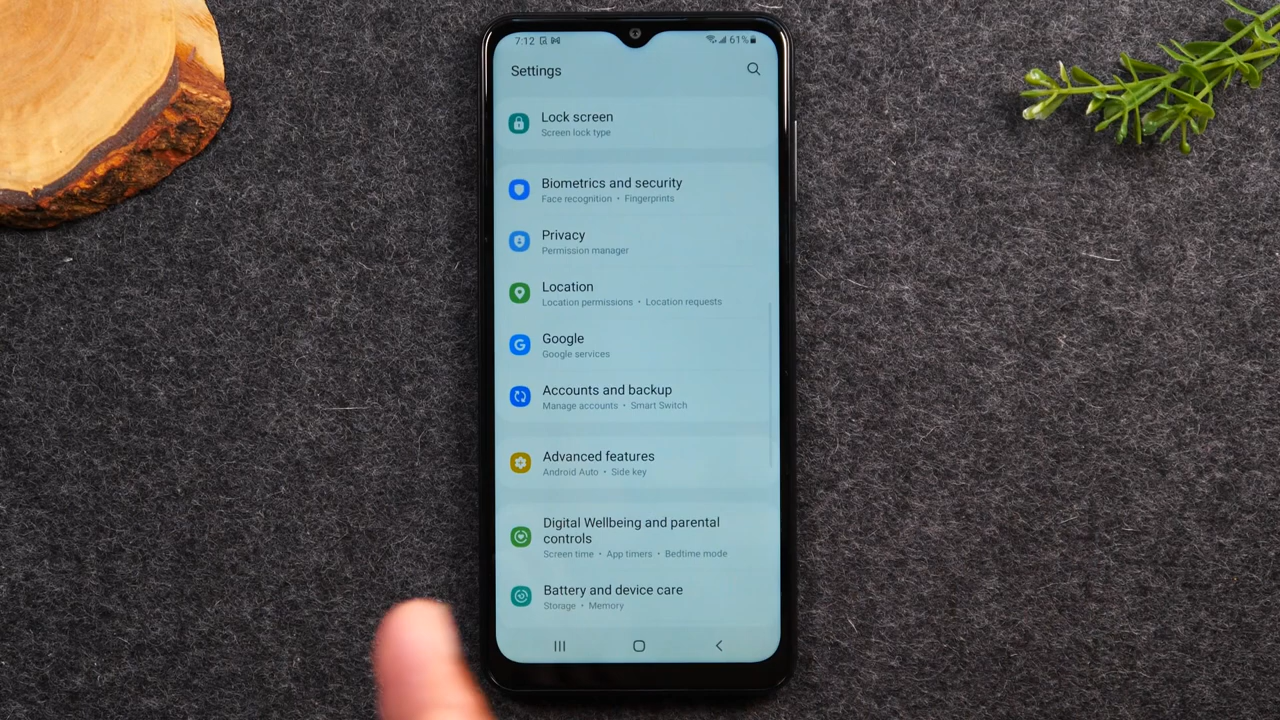 7:12 61%
Settings
Lock screen
Screen lock type
Biometrics and security
Face recognition • Fingerprints
Privacy
Permission manager
Location
Location permissions • Location requests
Google
Google services
Accounts and backup
Manage accounts • Smart Switch
Advanced features
Android Auto • Side key
Digital Wellbeing and parental
controls
Screen time • App timers • Bedtime mode
Battery and device care
Storage • Memory